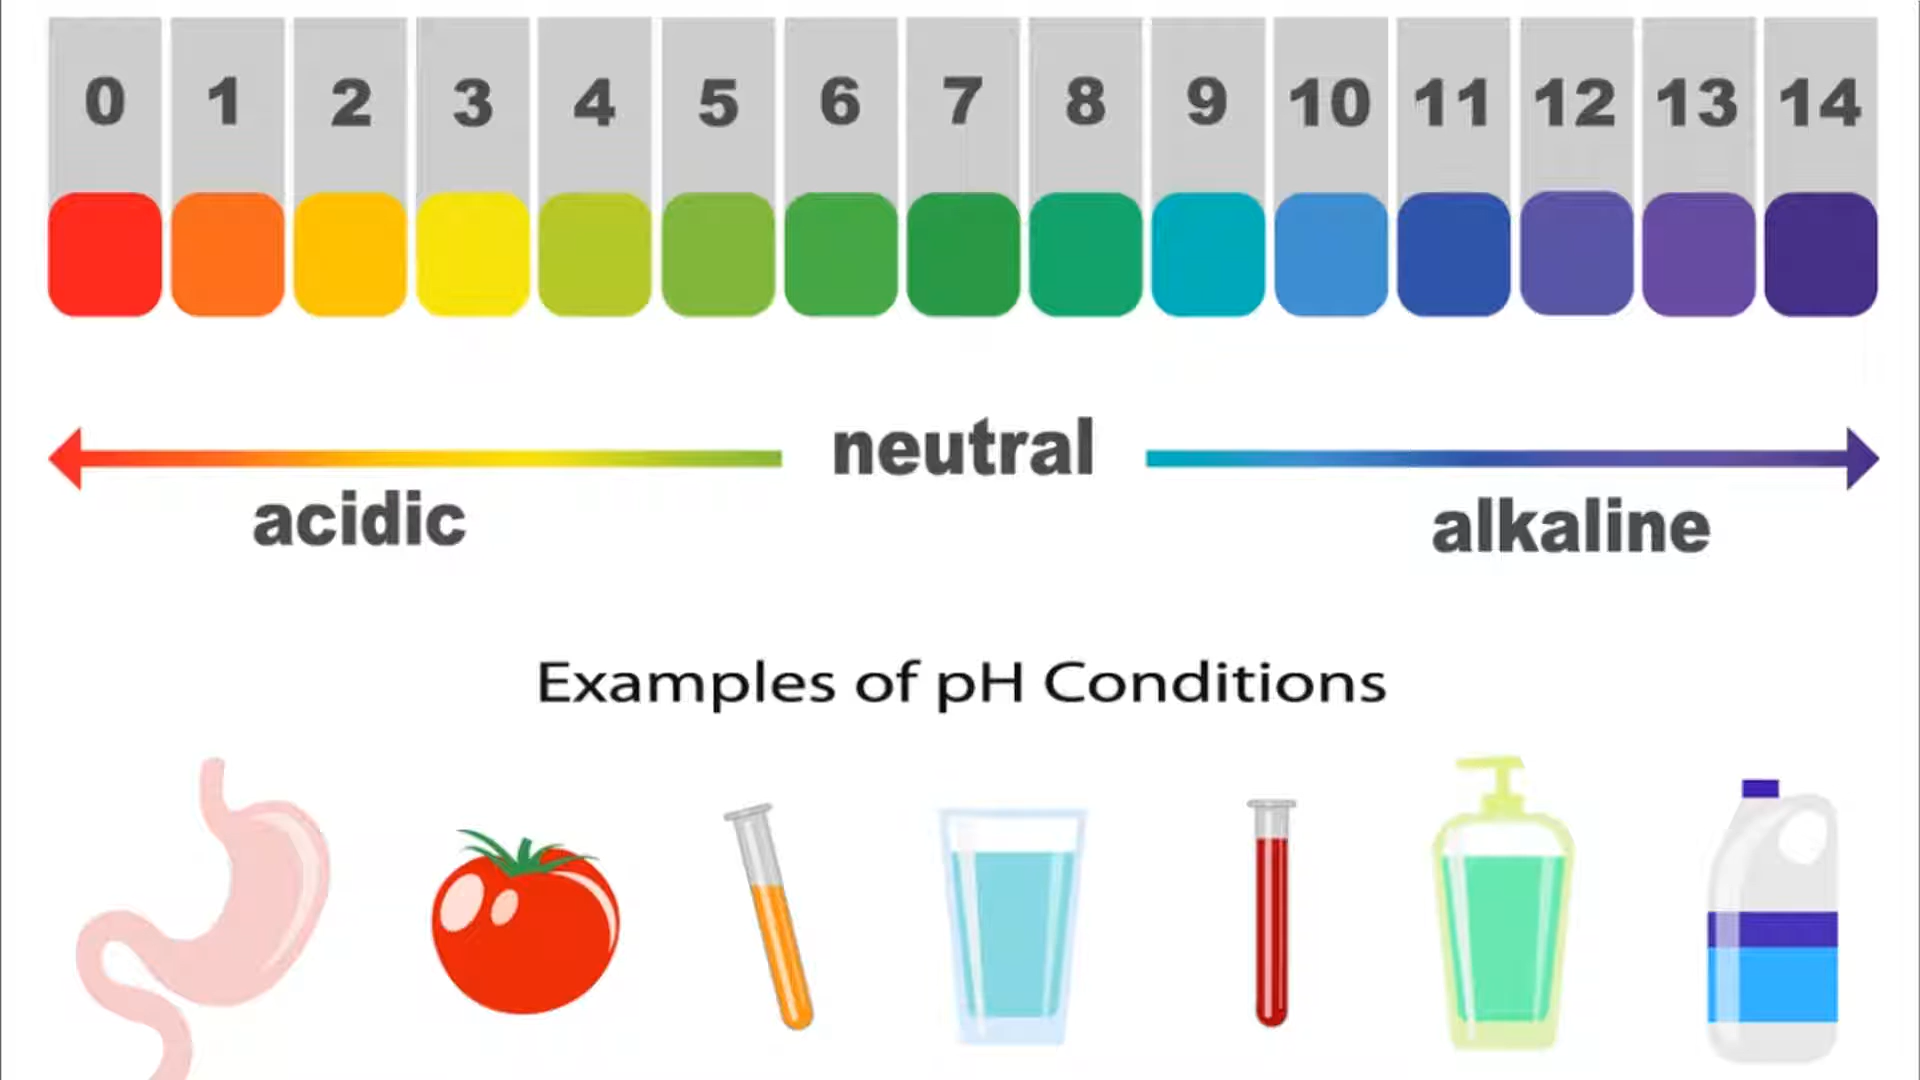 0 1 2 3 4 5 6 7 8 9 10 11 12 13 14
neutral
acidic
alkaline
Examples of pH Conditions